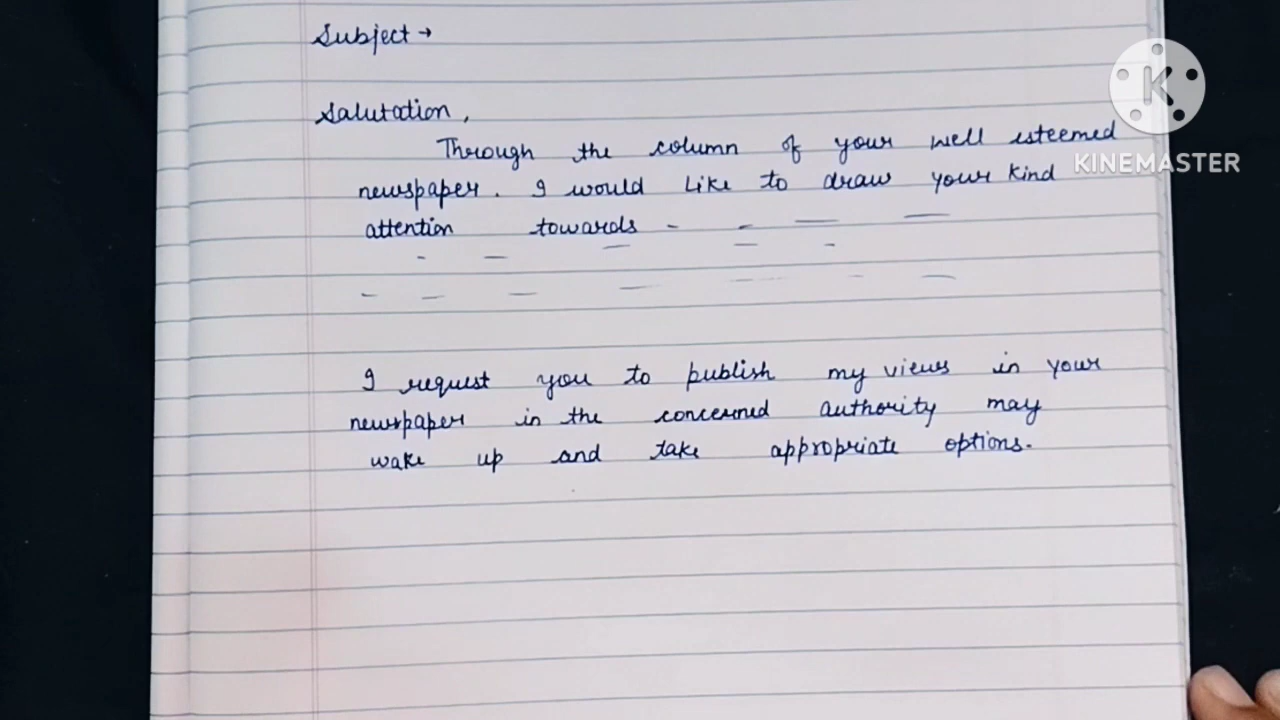 Subject →
Salutation,
Through the column of your well esteemed
newspaper. I would like to draw your kind
attention towards - - — —
- — — — -
- - — — — - —
I request you to publish my views in your
newspaper in the concerned authority may
wake up and take appropriate options.
K
KINEMASTER